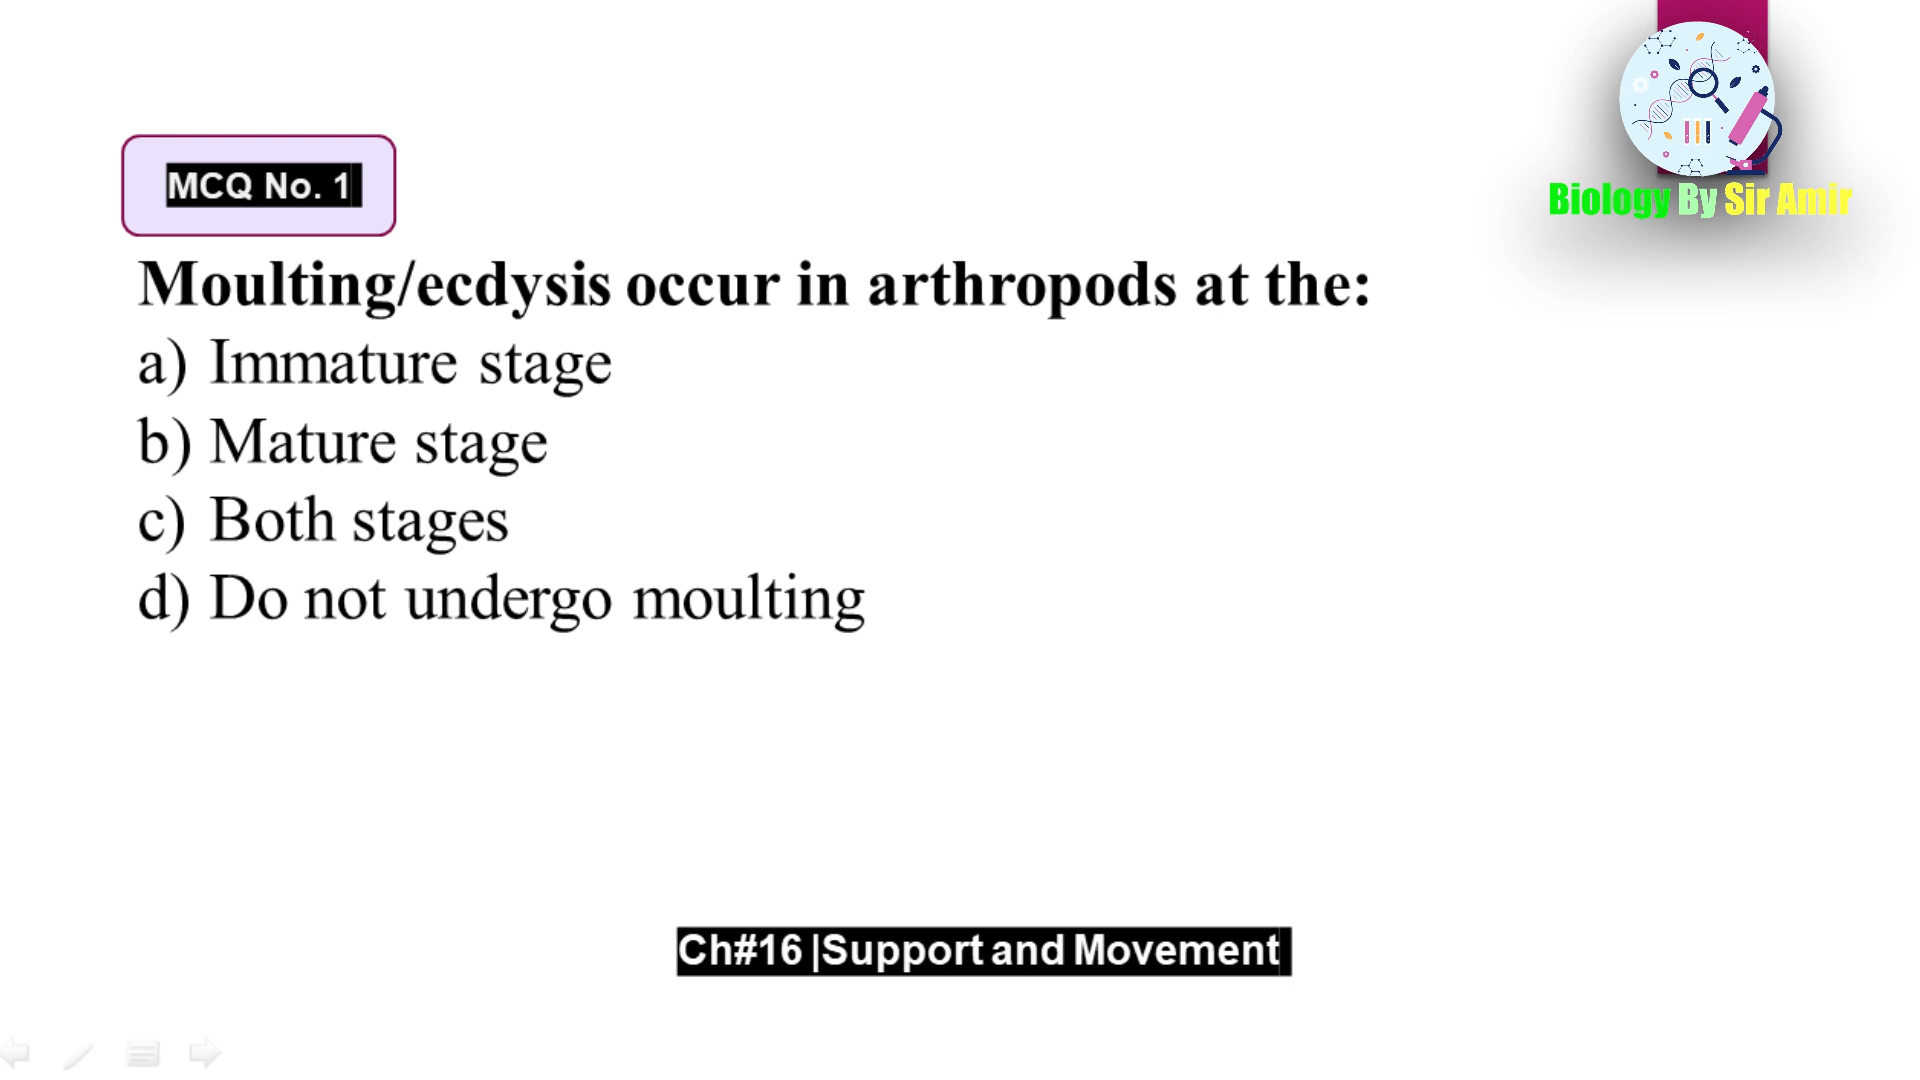 Biology By Sir Amir
MCQ No. 1
Moulting/ecdysis occur in arthropods at the:
a) Immature stage
b) Mature stage
c) Both stages
d) Do not undergo moulting
Ch#16 |Support and Movement